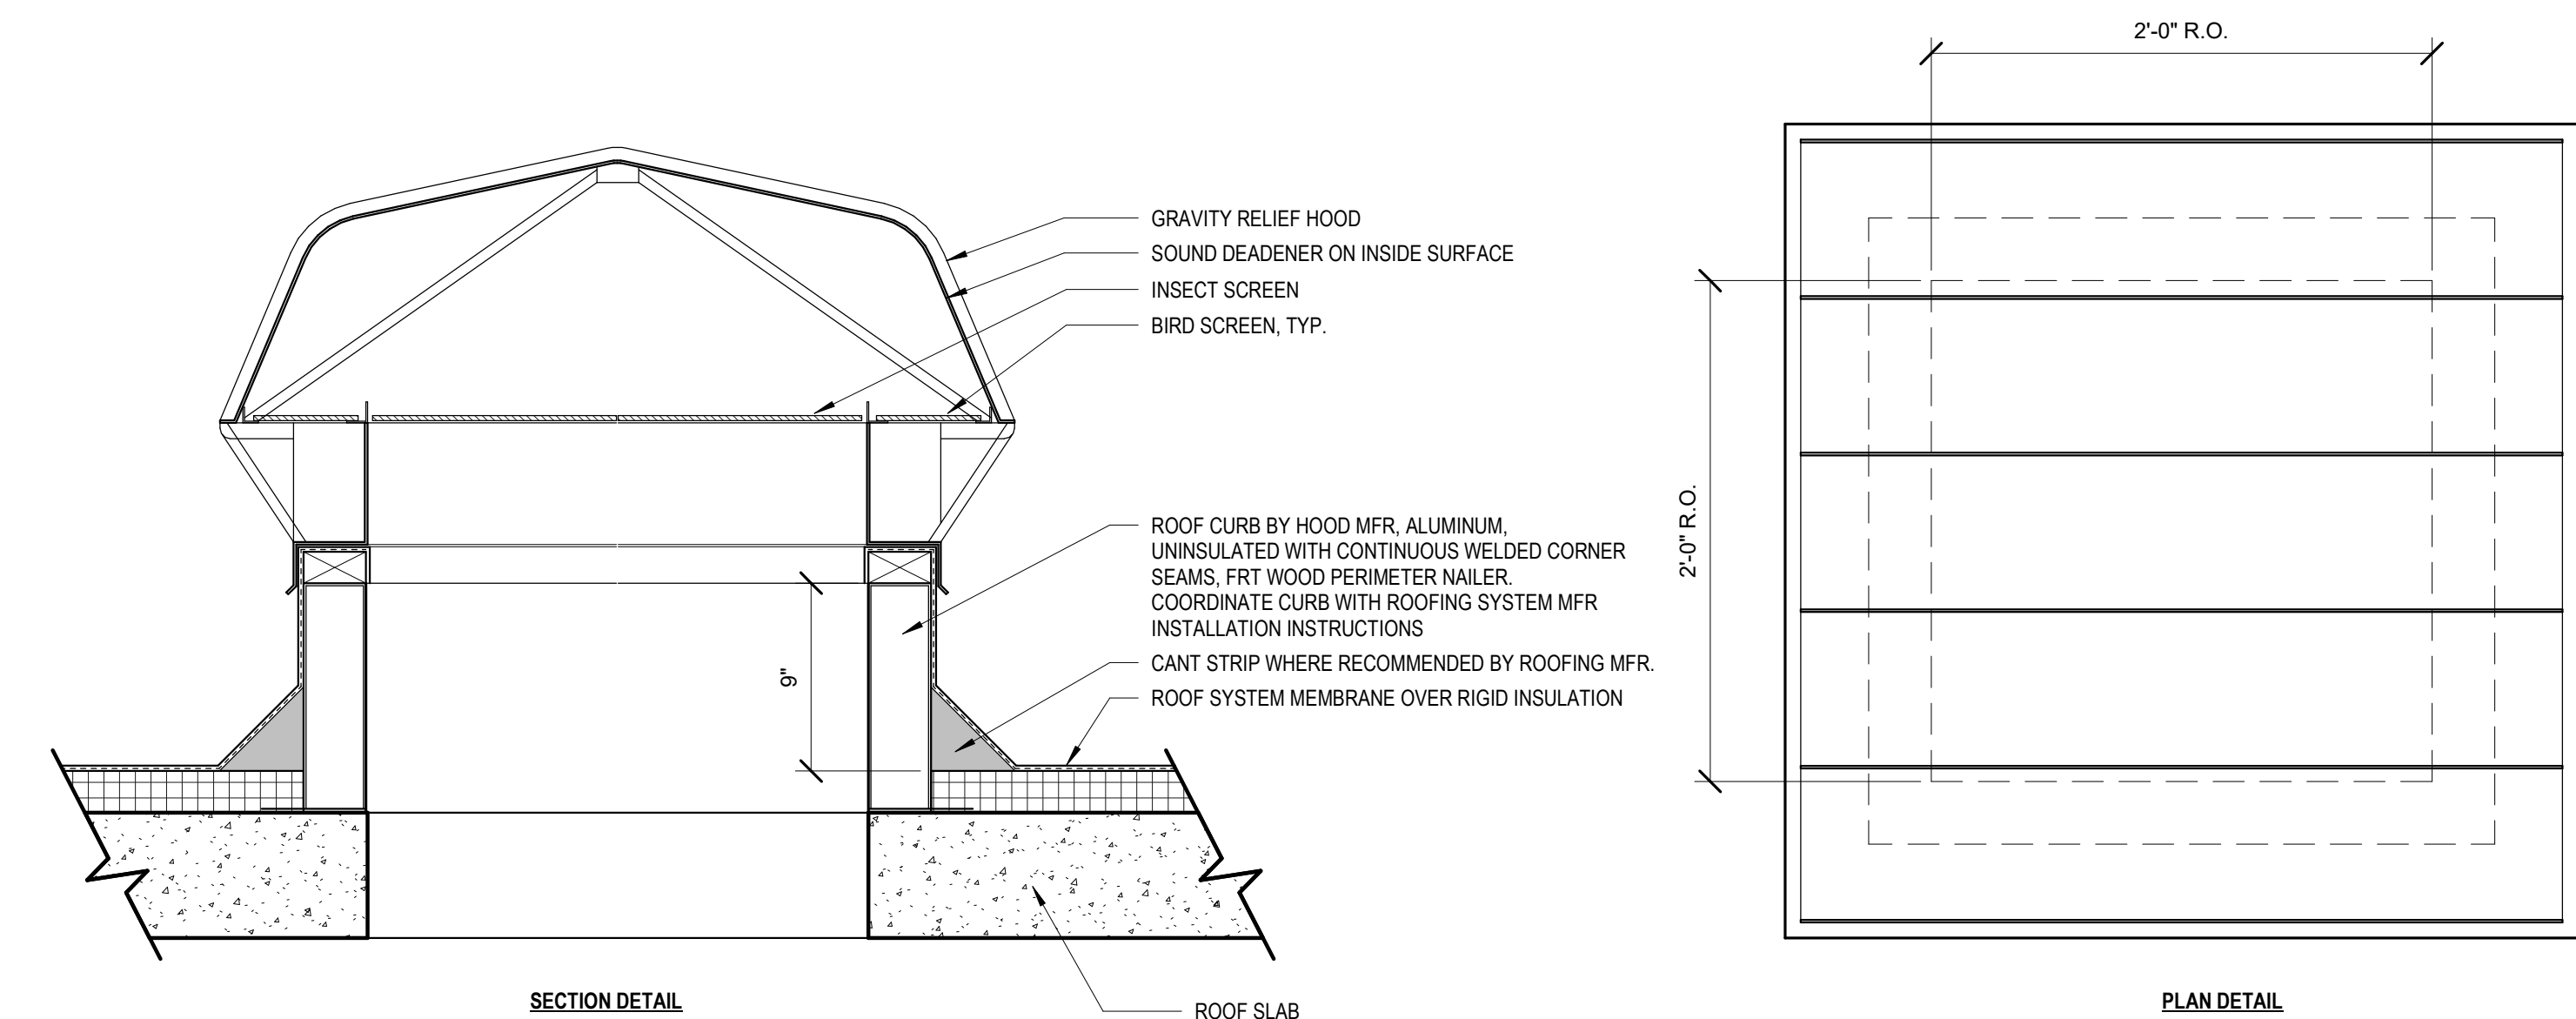 2'-0" R.O.
GRAVITY RELIEF HOOD
SOUND DEADENER ON INSIDE SURFACE
INSECT SCREEN
BIRD SCREEN, TYP.
ROOF CURB BY HOOD MFR, ALUMINUM,
UNINSULATED WITH CONTINUOUS WELDED CORNER
SEAMS, FRT WOOD PERIMETER NAILER.
COORDINATE CURB WITH ROOFING SYSTEM MFR
INSTALLATION INSTRUCTIONS
CANT STRIP WHERE RECOMMENDED BY ROOFING MFR.
ROOF SYSTEM MEMBRANE OVER RIGID INSULATION
9"
2'-0" R.O.
SECTION DETAIL
ROOF SLAB
PLAN DETAIL